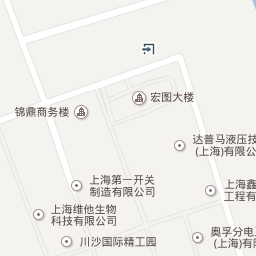 宏图大楼
锦鼎商务楼
达普马液压技
(上海)有限公
上海第一开关
制造有限公司
上海鑫
工程有
上海维他生物
科技有限公司
奥孚分电
(上海)有
川沙国际精工园